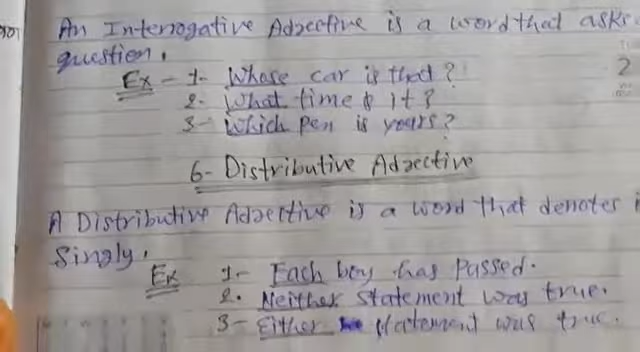 An Interrogative Adjective is a word that asks
question.
Ex - 1- Whose car is that?
2- What time is it?
3- Which pen is yours?
6- Distributive Adjective
A Distributive Adjective is a word that denotes
Singly.
Ex 1- Each boy has passed.
2. Neither statement was true.
3- Either statement was true.